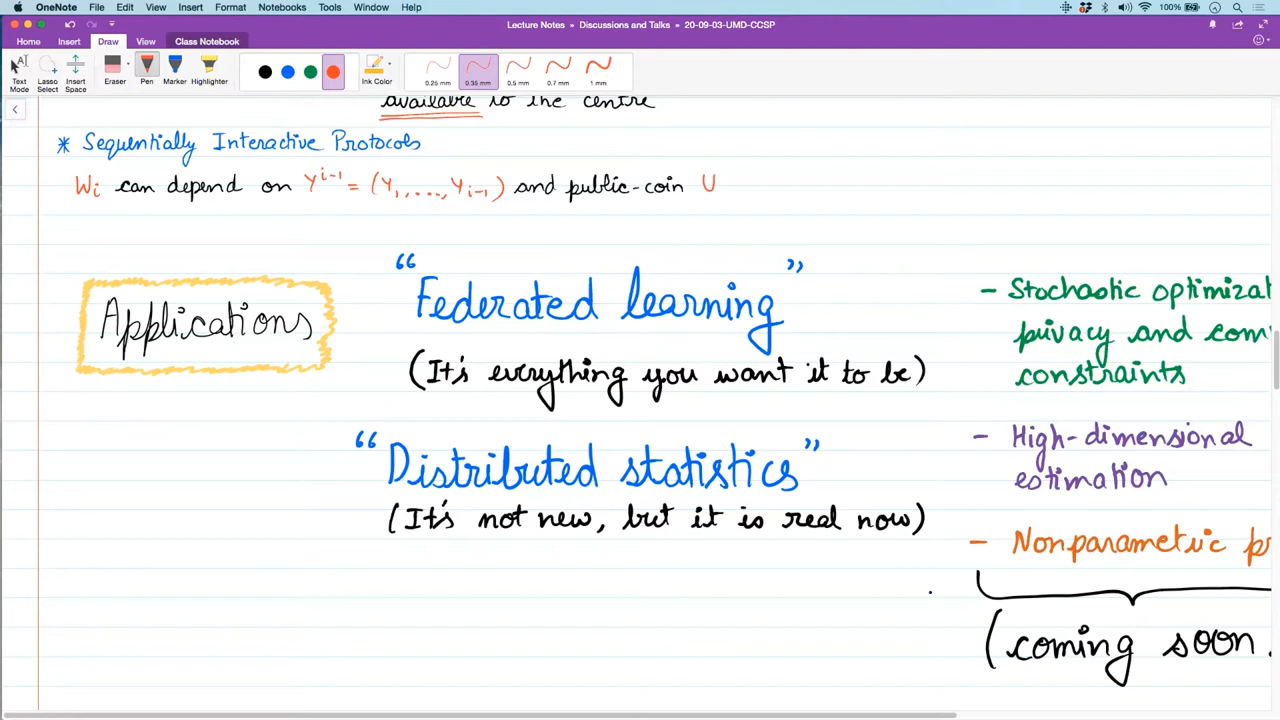 OneNote File Edit View Insert Format Notebooks Tools Window Help 100%
Lecture Notes » Discussions and Talks » 20-09-03-UMD-CCSP
Home Insert Draw View Class Notebook
Text Mode Lasso Select Insert Space Eraser Pen Marker Highlighter Ink Color 0.25 mm 0.35 mm 0.5 mm 0.7 mm 1 mm
available to the centre
* Sequentially Interactive Protocols
Wi can depend on Y^{i-1} = (Y_1, ..., Y_{i-1}) and public-coin U
Applications
"Federated learning"
(It's everything you want it to be)
"Distributed statistics"
(It's not new, but it is real now)
- Stochastic optimizat
privacy and com
constraints
- High-dimensional
estimation
- Nonparametric p
(coming soon.